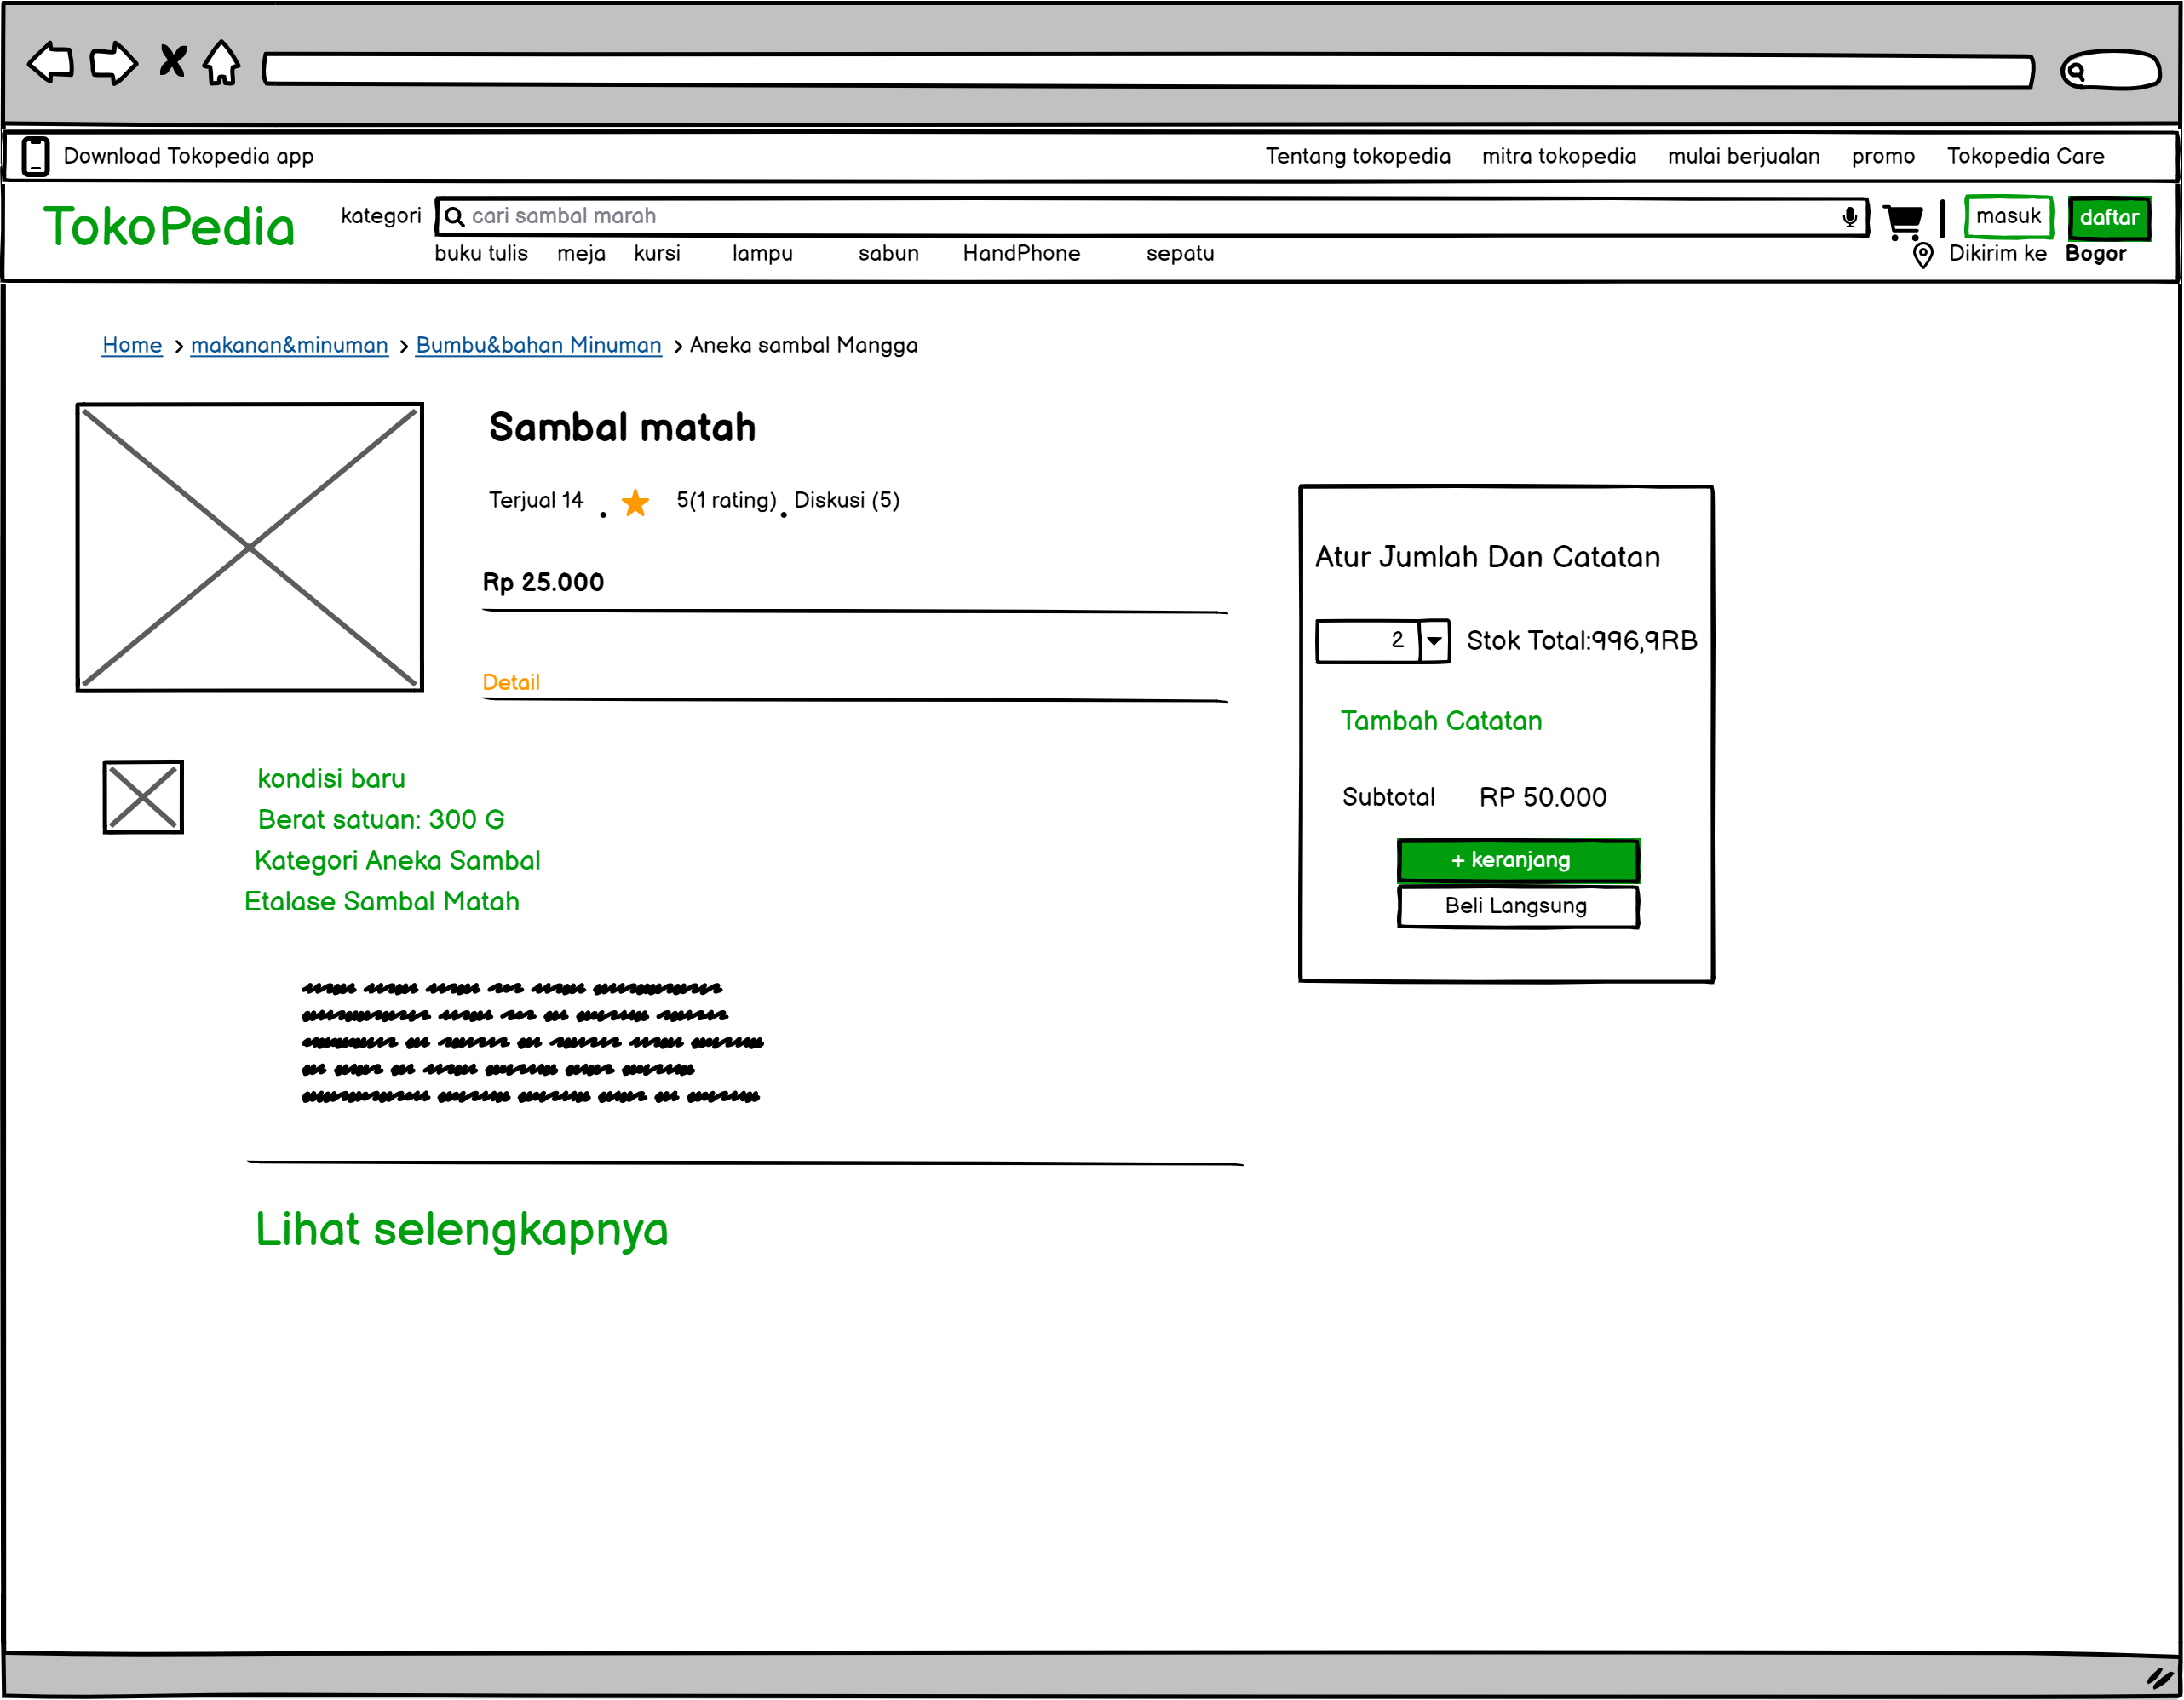 Download Tokopedia app Tentang tokopedia mitra tokopedia mulai berjualan promo Tokopedia Care
TokoPedia kategori cari sambal marah masuk daftar
buku tulis meja kursi lampu sabun HandPhone sepatu Dikirim ke Bogor
Home > makanan&minuman > Bumbu&bahan Minuman > Aneka sambal Mangga
Sambal matah
Terjual 14 . 5(1 rating) . Diskusi (5)
Rp 25.000
Detail
kondisi baru
Berat satuan: 300 G
Kategori Aneka Sambal
Etalase Sambal Matah
Lihat selengkapnya
Atur Jumlah Dan Catatan
2 Stok Total:996,9RB
Tambah Catatan
Subtotal RP 50.000
+ keranjang
Beli Langsung